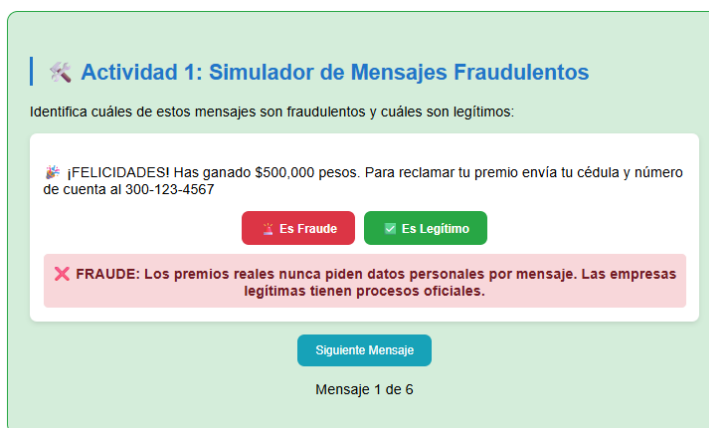 🛠️ Actividad 1: Simulador de Mensajes Fraudulentos
Identifica cuáles de estos mensajes son fraudulentos y cuáles son legítimos:
🎉 ¡FELICIDADES! Has ganado $500,000 pesos. Para reclamar tu premio envía tu cédula y número
de cuenta al 300-123-4567
🚨 Es Fraude ✅ Es Legítimo
❌ FRAUDE: Los premios reales nunca piden datos personales por mensaje. Las empresas
legítimas tienen procesos oficiales.
Siguiente Mensaje
Mensaje 1 de 6